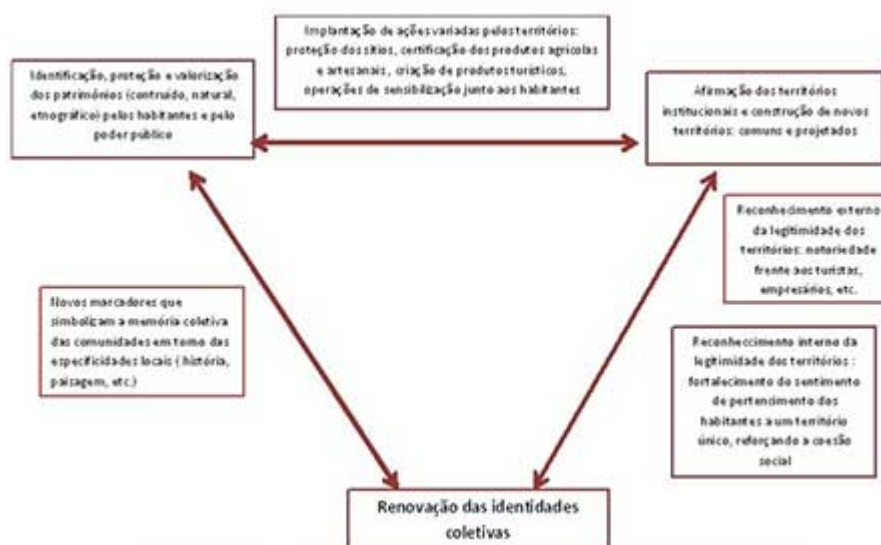 Implantação de ações variadas pelos territórios:
proteção dos sítios, certificação dos produtos agrícolas
e artesanais, criação de produtos turísticos,
operações de sensibilização junto aos habitantes
Identificação, proteção e valorização
dos patrimônios (contruído, natural,
etnográfico) pelos habitantes e pelo
poder público
Afirmação dos territórios
institucionais e construção de novos
territórios: comuns e projetados
Reconhecimento externo
da legitimidade dos
territórios: notoriedade
frente aos turistas,
empresários, etc.
Novos marcadores que
simbolizam a memória coletiva
das comunidades em torno das
especificidades locais ( história,
paisagem, etc.)
Reconheccimento interno da
legitimidade dos territórios :
fortalecimento do sentimento
de pertencimento dos
habitantes a um território
único, reforçando a coesão
social
Renovação das identidades
coletivas